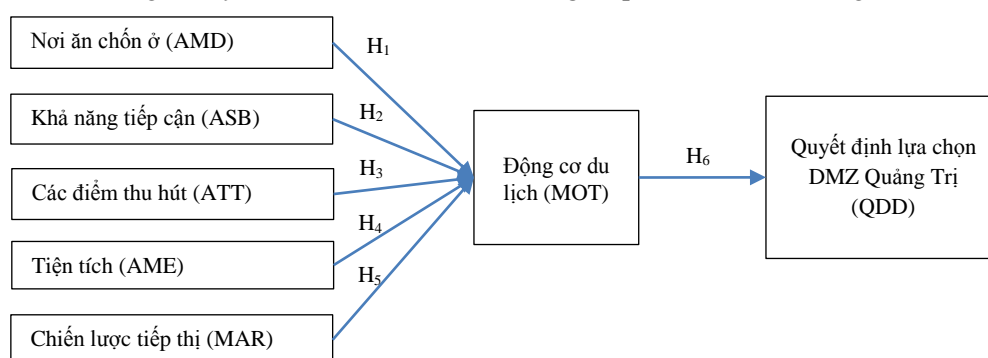 Nơi ăn chốn ở (AMD)
H1
Khả năng tiếp cận (ASB)
H2
Các điểm thu hút (ATT)
H3
Tiện tích (AME)
H4
Chiến lược tiếp thị (MAR)
H5
Động cơ du
lịch (MOT)
H6
Quyết định lựa chọn
DMZ Quảng Trị
(QDD)